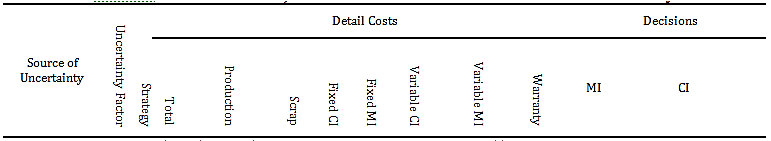 Detail Costs
Decisions
Source of
Uncertainty
Uncertainty Factor
Strategy
Total
Production
Scrap
Fixed CI
Fixed MI
Variable CI
Variable MI
Warranty
MI
CI